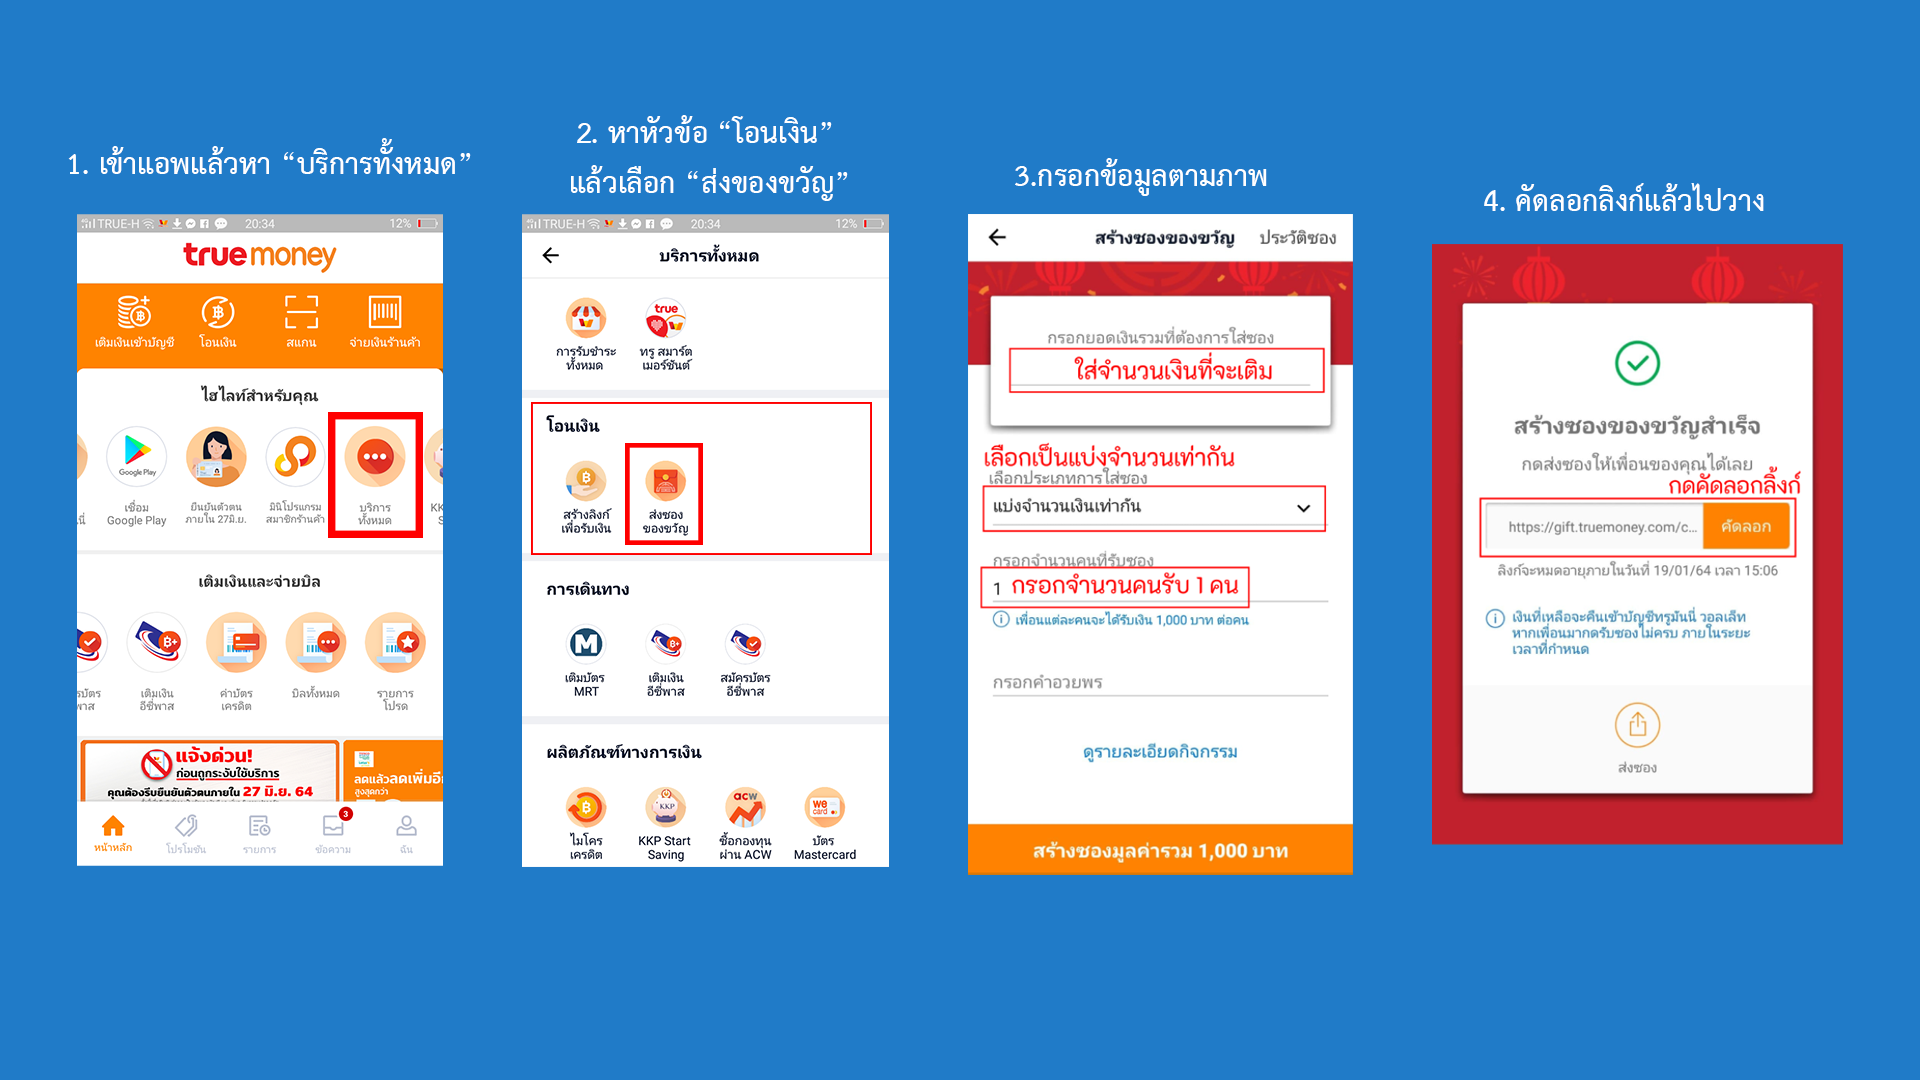 1. เข้าแอพแล้วหา “บริการทั้งหมด”
TRUE-H 20:34 12%
truemoney
เติมเงินเข้าบัญชี โอนเงิน สแกน จ่ายเงินร้านค้า
ไฮไลท์สำหรับคุณ
Google Play
เชื่อม
Google Play
ยืนยันตัวตน
ภายใน 27มิ.ย.
มินิโปรแกรม
สมาชิกร้านค้า
บริการ
ทั้งหมด
KK
S
เติมเงินและจ่ายบิล
เติมเงิน
อีซี่พาส
ค่าบัตร
เครดิต
บิลทั้งหมด
รายการ
โปรด
แจ้งด่วน!
ก่อนถูกระงับใช้บริการ
คุณต้องรีบยืนยันตัวตนภายใน 27 มิ.ย. 64
ลดแล้วลดเพิ่มอี
สูงสุดกว่า
3
หน้าหลัก โปรโมชัน รายการ ข้อความ ฉัน
2. หาหัวข้อ “โอนเงิน”
แล้วเลือก “ส่งของขวัญ”
TRUE-H 20:34 12%
บริการทั้งหมด
true
การรับชำระ
ทั้งหมด
ทรู สมาร์ต
เมอร์ชันต์
โอนเงิน
สร้างลิงก์
เพื่อรับเงิน
ส่งซอง
ของขวัญ
การเดินทาง
เติมบัตร
MRT
เติมเงิน
อีซี่พาส
สมัครบัตร
อีซี่พาส
ผลิตภัณฑ์ทางการเงิน
KKP
acw
we
card
ไมโคร
เครดิต
KKP Start
Saving
ซื้อกองทุน
ผ่าน ACW
บัตร
Mastercard
3.กรอกข้อมูลตามภาพ
สร้างซองของขวัญ ประวัติซอง
กรอกยอดเงินรวมที่ต้องการใส่ซอง
ใส่จำนวนเงินที่จะเติม
เลือกเป็นแบ่งจำนวนเท่ากัน
เลือกประเภทการใส่ซอง
แบ่งจำนวนเงินเท่ากัน
กรอกจำนวนคนที่รับซอง
1 กรอกจำนวนคนรับ 1 คน
เพื่อนแต่ละคนจะได้รับเงิน 1,000 บาท ต่อคน
กรอกคำอวยพร
ดูรายละเอียดกิจกรรม
สร้างซองมูลค่ารวม 1,000 บาท
4. คัดลอกลิงก์แล้วไปวาง
สร้างซองของขวัญสำเร็จ
กดส่งซองให้เพื่อนของคุณได้เลย
กดคัดลอกลิ้งก์
https://gift.truemoney.com/c... คัดลอก
ลิงก์จะหมดอายุภายในวันที่ 19/01/64 เวลา 15:06
เงินที่เหลือจะคืนเข้าบัญชีทรูมันนี่ วอลเล็ท
หากเพื่อนมากดรับซองไม่ครบ ภายในระยะ
เวลาที่กำหนด
ส่งซอง